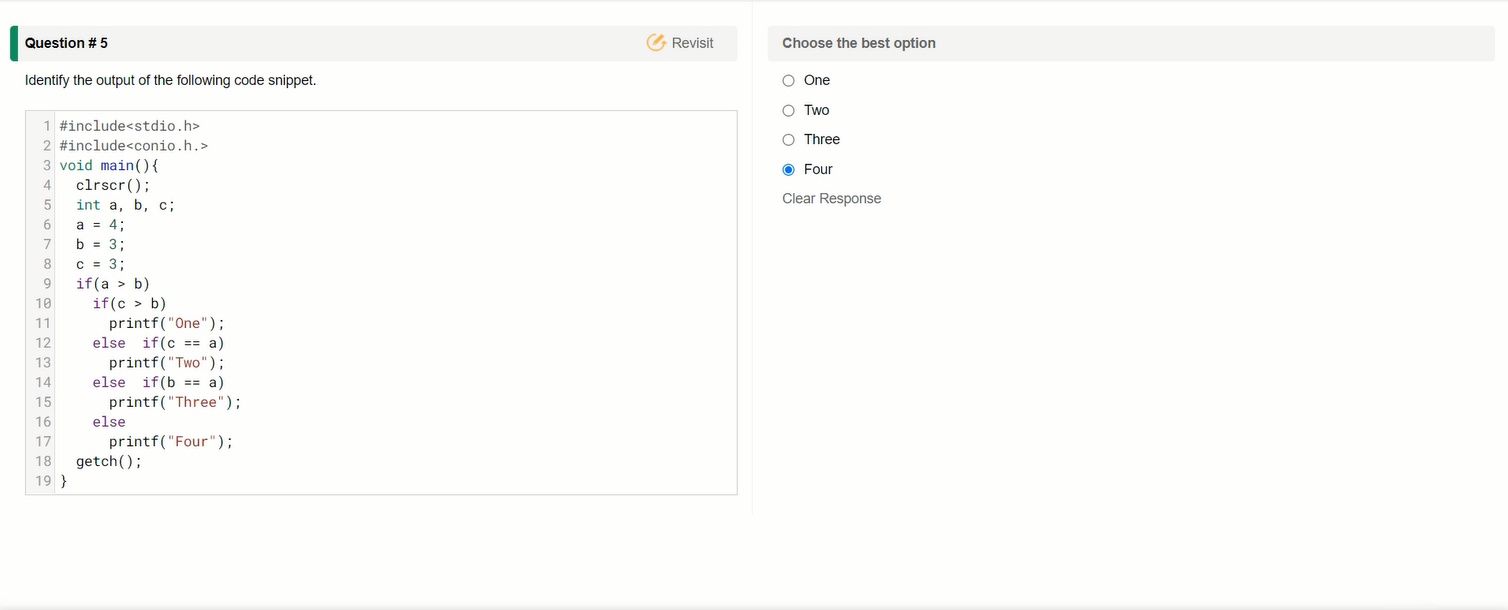 Question # 5
Revisit
Identify the output of the following code snippet.
1 #include<stdio.h>
2 #include<conio.h.>
3 void main(){
4   clrscr();
5   int a, b, c;
6   a = 4;
7   b = 3;
8   c = 3;
9   if(a > b)
10     if(c > b)
11       printf("One");
12     else  if(c == a)
13       printf("Two");
14     else  if(b == a)
15       printf("Three");
16     else
17       printf("Four");
18   getch();
19 }
Choose the best option
One
Two
Three
Four
Clear Response